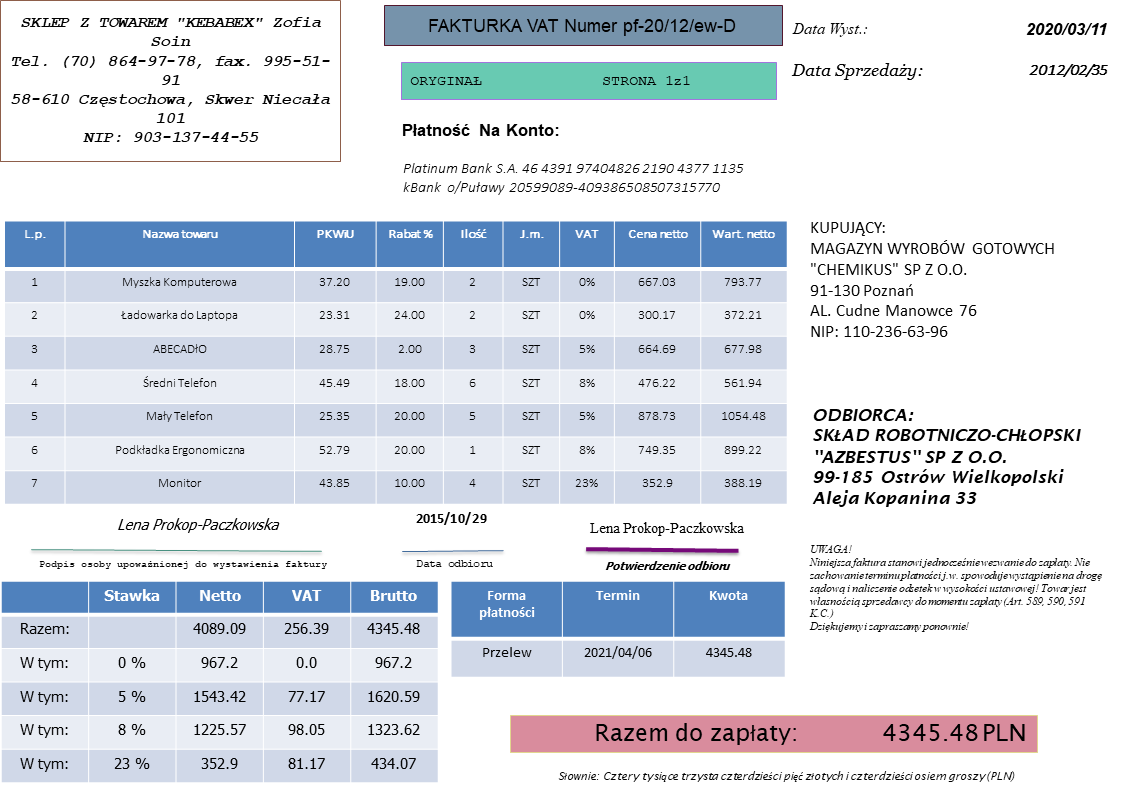 SKLEP Z TOWAREM "KEBABEX" Zofia
Soin
Tel. (70) 864-97-78, fax. 995-51-
91
58-610 Częstochowa, Skwer Niecała
101
NIP: 903-137-44-55
FAKTURKA VAT Numer pf-20/12/ew-D
ORYGINAŁ STRONA 1z1
Data Wyst.: 2020/03/11
Data Sprzedaży: 2012/02/35
Płatność Na Konto:
Platinum Bank S.A. 46 4391 97404826 2190 4377 1135
kBank o/Puławy 20599089-409386508507315770
L.p. Nazwa towaru PKWiU Rabat % Ilość J.m. VAT Cena netto Wart. netto
1 Myszka Komputerowa 37.20 19.00 2 SZT 0% 667.03 793.77
2 Ładowarka do Laptopa 23.31 24.00 2 SZT 0% 300.17 372.21
3 ABECADŁO 28.75 2.00 3 SZT 5% 664.69 677.98
4 Średni Telefon 45.49 18.00 6 SZT 8% 476.22 561.94
5 Mały Telefon 25.35 20.00 5 SZT 5% 878.73 1054.48
6 Podkładka Ergonomiczna 52.79 20.00 1 SZT 8% 749.35 899.22
7 Monitor 43.85 10.00 4 SZT 23% 352.9 388.19
KUPUJĄCY:
MAGAZYN WYROBÓW GOTOWYCH
"CHEMIKUS" SP Z O.O.
91-130 Poznań
AL. Cudne Manowce 76
NIP: 110-236-63-96
ODBIORCA:
SKŁAD ROBOTNICZO-CHŁOPSKI
"AZBESTUS" SP Z O.O.
99-185 Ostrów Wielkopolski
Aleja Kopanina 33
Lena Prokop-Paczkowska
Podpis osoby upoważnionej do wystawienia faktury
2015/10/29
Data odbioru
Lena Prokop-Paczkowska
Potwierdzenie odbioru
UWAGA!
Niniejsza faktura stanowi jednocześnie wezwanie do zapłaty. Nie
zachowanie terminu płatności j.w. spowoduje wystąpienie na drogę
sądową i naliczenie odsetek w wysokości ustawowej! Towar jest
własnością sprzedawcy do momentu zapłaty (Art. 589, 590, 591
K.C.)
Dziękujemy i zapraszamy ponownie!
Stawka Netto VAT Brutto
Razem: 4089.09 256.39 4345.48
W tym: 0 % 967.2 0.0 967.2
W tym: 5 % 1543.42 77.17 1620.59
W tym: 8 % 1225.57 98.05 1323.62
W tym: 23 % 352.9 81.17 434.07
Forma
płatności Termin Kwota
Przelew 2021/04/06 4345.48
Razem do zapłaty: 4345.48 PLN
Słownie: Cztery tysiące trzysta czterdzieści pięć złotych i czterdzieści osiem groszy (PLN)